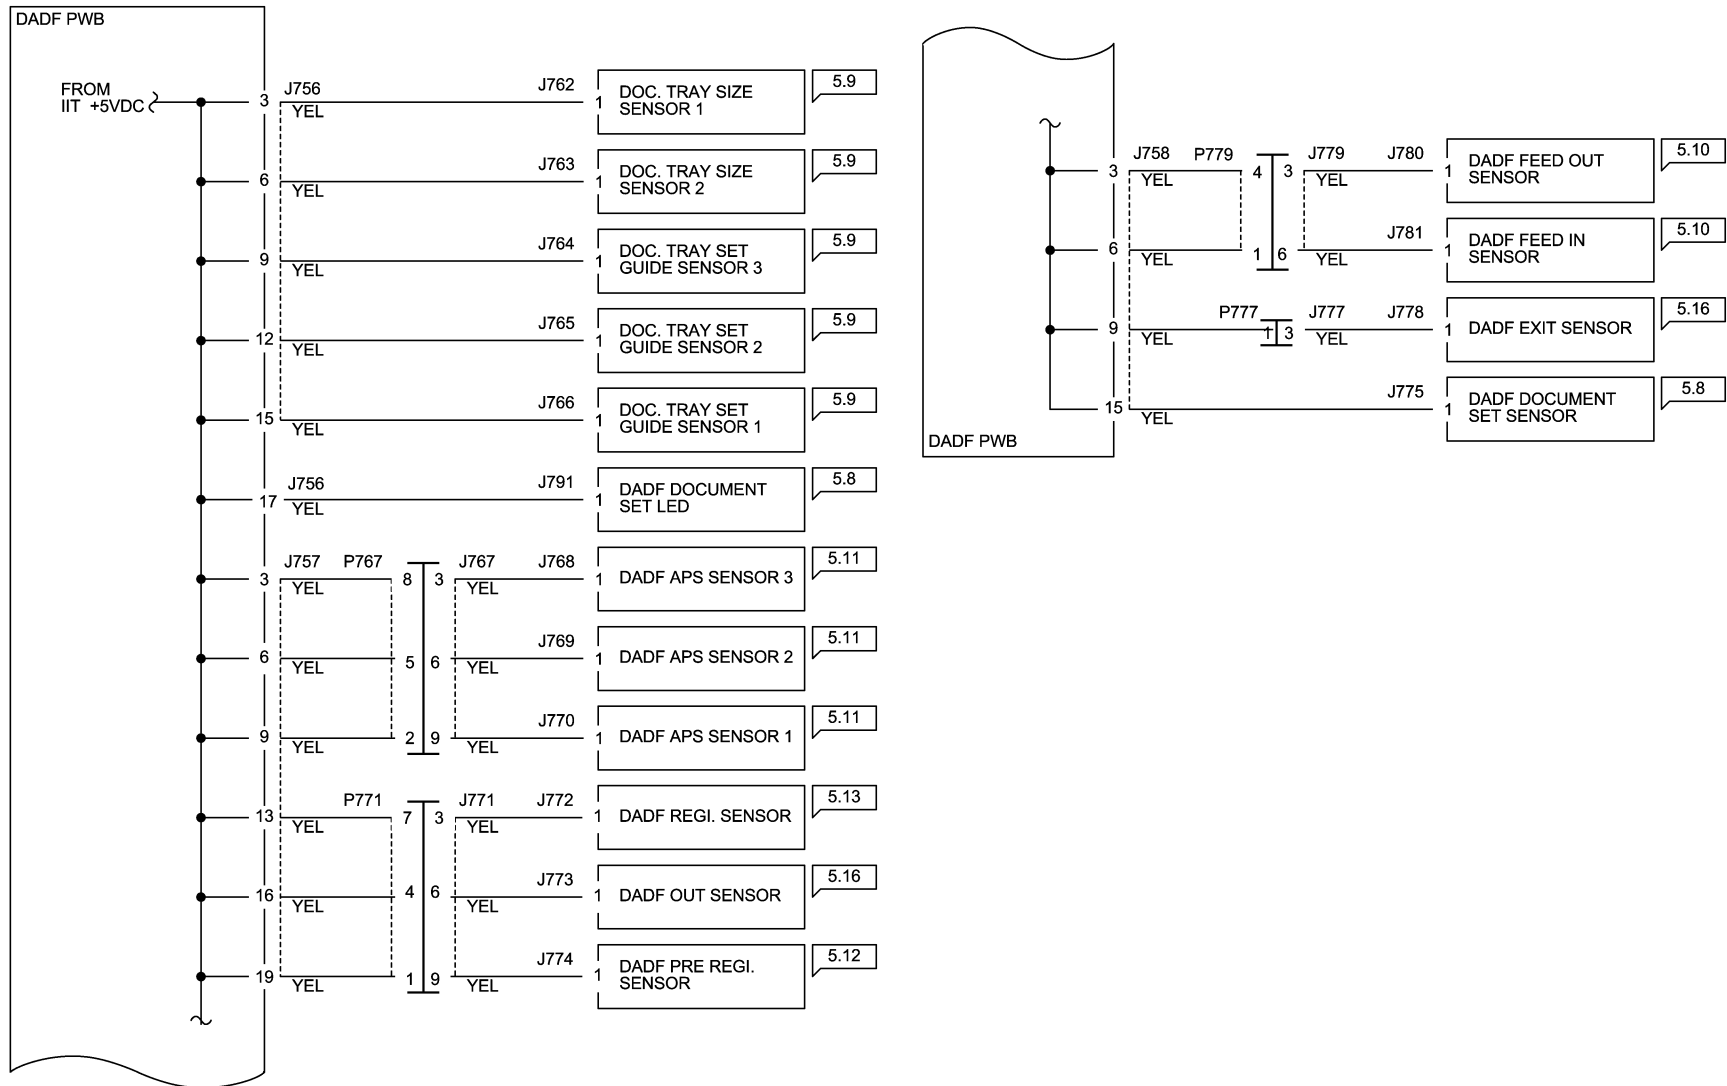 DADF PWB
FROM
IIT +5VDC
3 J756 YEL J762 1 DOC. TRAY SIZE
SENSOR 1
5.9
6 YEL J763 1 DOC. TRAY SIZE
SENSOR 2
5.9
9 YEL J764 1 DOC. TRAY SET
GUIDE SENSOR 3
5.9
12 YEL J765 1 DOC. TRAY SET
GUIDE SENSOR 2
5.9
15 YEL J766 1 DOC. TRAY SET
GUIDE SENSOR 1
5.9
17 J756 YEL J791 1 DADF DOCUMENT
SET LED
5.8
3 J757 YEL P767 8 3 J767 YEL J768 1 DADF APS SENSOR 3
5.11
6 YEL 5 6 YEL J769 1 DADF APS SENSOR 2
5.11
9 YEL 2 9 YEL J770 1 DADF APS SENSOR 1
5.11
13 YEL P771 7 3 J771 YEL J772 1 DADF REGI. SENSOR
5.13
16 YEL 4 6 YEL J773 1 DADF OUT SENSOR
5.16
19 YEL 1 9 YEL J774 1 DADF PRE REGI.
SENSOR
5.12
3 J758 YEL P779 4 3 J779 YEL J780 1 DADF FEED OUT
SENSOR
5.10
6 YEL 1 6 YEL J781 1 DADF FEED IN
SENSOR
5.10
9 YEL P777 1 3 J777 YEL J778 1 DADF EXIT SENSOR
5.16
15 YEL J775 1 DADF DOCUMENT
SET SENSOR
5.8
DADF PWB